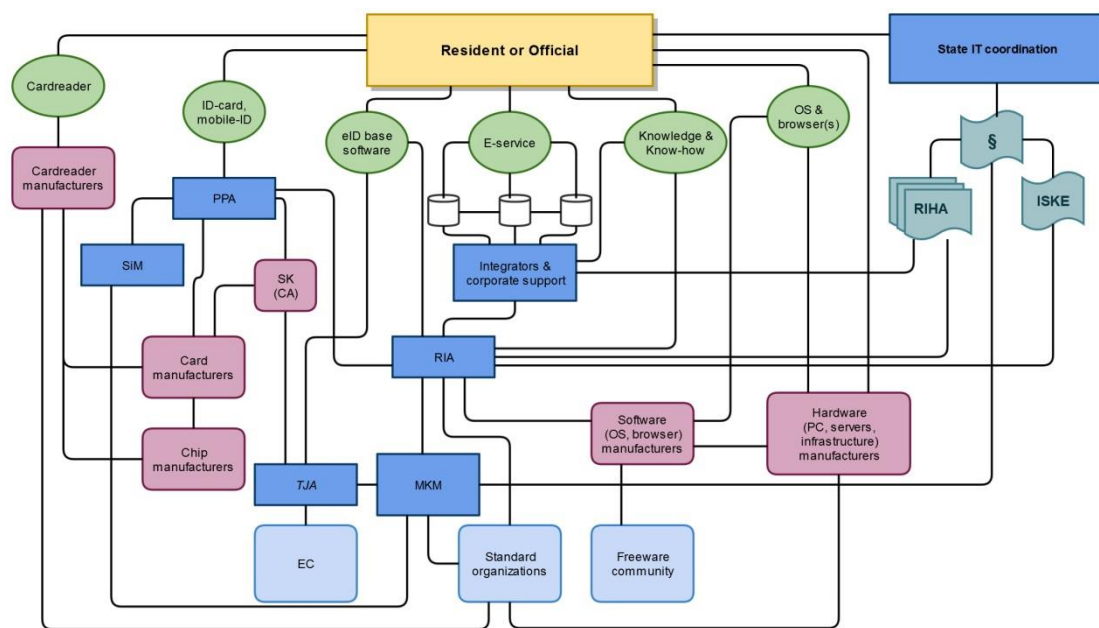 Resident or Official
State IT coordination
Cardreader
ID-card,
mobile-ID
eID base
software
E-service
Knowledge &
Know-how
OS &
browser(s)
§
Cardreader
manufacturers
PPA
RIHA
ISKE
SiM
SK
(CA)
Integrators &
corporate support
Card
manufacturers
RIA
Software
(OS, browser)
manufacturers
Hardware
(PC, servers,
infrastructure)
manufacturers
Chip
manufacturers
TJA
MKM
EC
Standard
organizations
Freeware
community